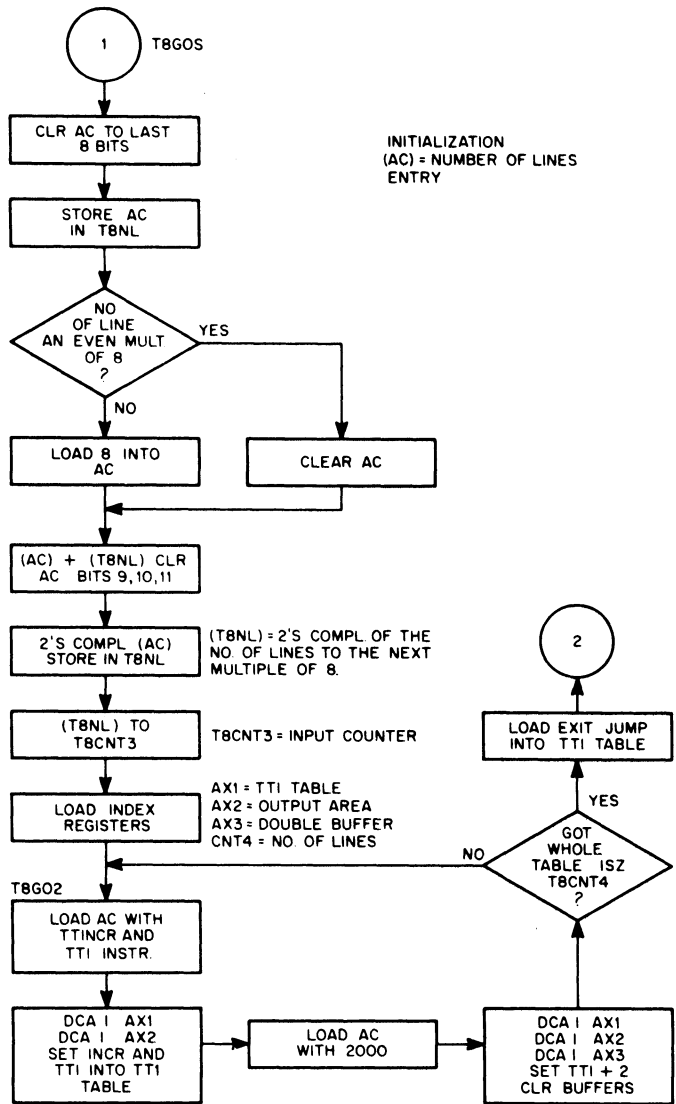 1
T8GOS
CLR AC TO LAST
8 BITS
INITIALIZATION
(AC) = NUMBER OF LINES
ENTRY
STORE AC
IN T8NL
NO
OF LINE
AN EVEN MULT
OF 8
?
YES
NO
LOAD 8 INTO
AC
CLEAR AC
(AC) + (T8NL) CLR
AC BITS 9,10,11
2'S COMPL (AC)
STORE IN T8NL
(T8NL) = 2'S COMPL. OF THE
NO. OF LINES TO THE NEXT
MULTIPLE OF 8.
(T8NL) TO
T8CNT3
T8CNT3 = INPUT COUNTER
LOAD INDEX
REGISTERS
AX1 = TTI TABLE
AX2 = OUTPUT AREA
AX3 = DOUBLE BUFFER
CNT4 = NO. OF LINES
T8GO2
LOAD AC WITH
TTINCR AND
TTI INSTR.
DCA I AX1
DCA I AX2
SET INCR AND
TTI INTO TTI
TABLE
LOAD AC
WITH 2000
DCA I AX1
DCA I AX2
DCA I AX3
SET TTI + 2
CLR BUFFERS
GOT
WHOLE
TABLE ISZ
T8CNT4
?
NO
YES
LOAD EXIT JUMP
INTO TTI TABLE
2